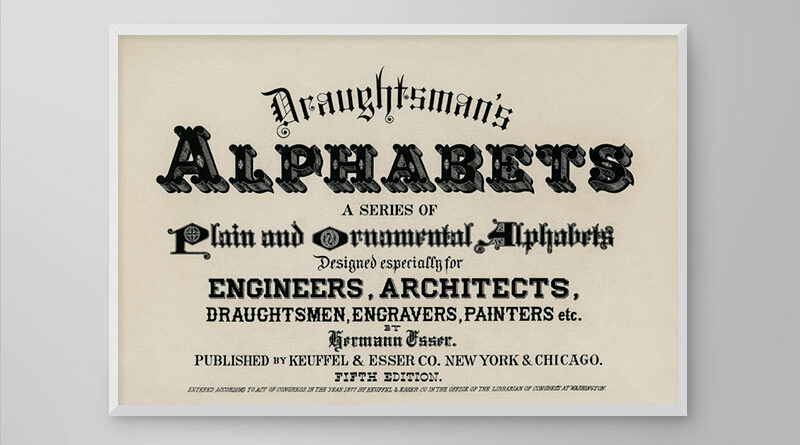 Draughtsman's
ALPHABETS
A SERIES OF
Plain and Ornamental Alphabets
Designed especially for
ENGINEERS, ARCHITECTS,
DRAUGHTSMEN, ENGRAVERS, PAINTERS etc.
BY
Hermann Esser.
PUBLISHED BY KEUFFEL & ESSER CO. NEW YORK & CHICAGO.
FIFTH EDITION.
ENTERED ACCORDING TO ACT OF CONGRESS IN THE YEAR 1877 BY KEUFFEL & ESSER CO IN THE OFFICE OF THE LIBRARIAN OF CONGRESS AT WASHINGTON.